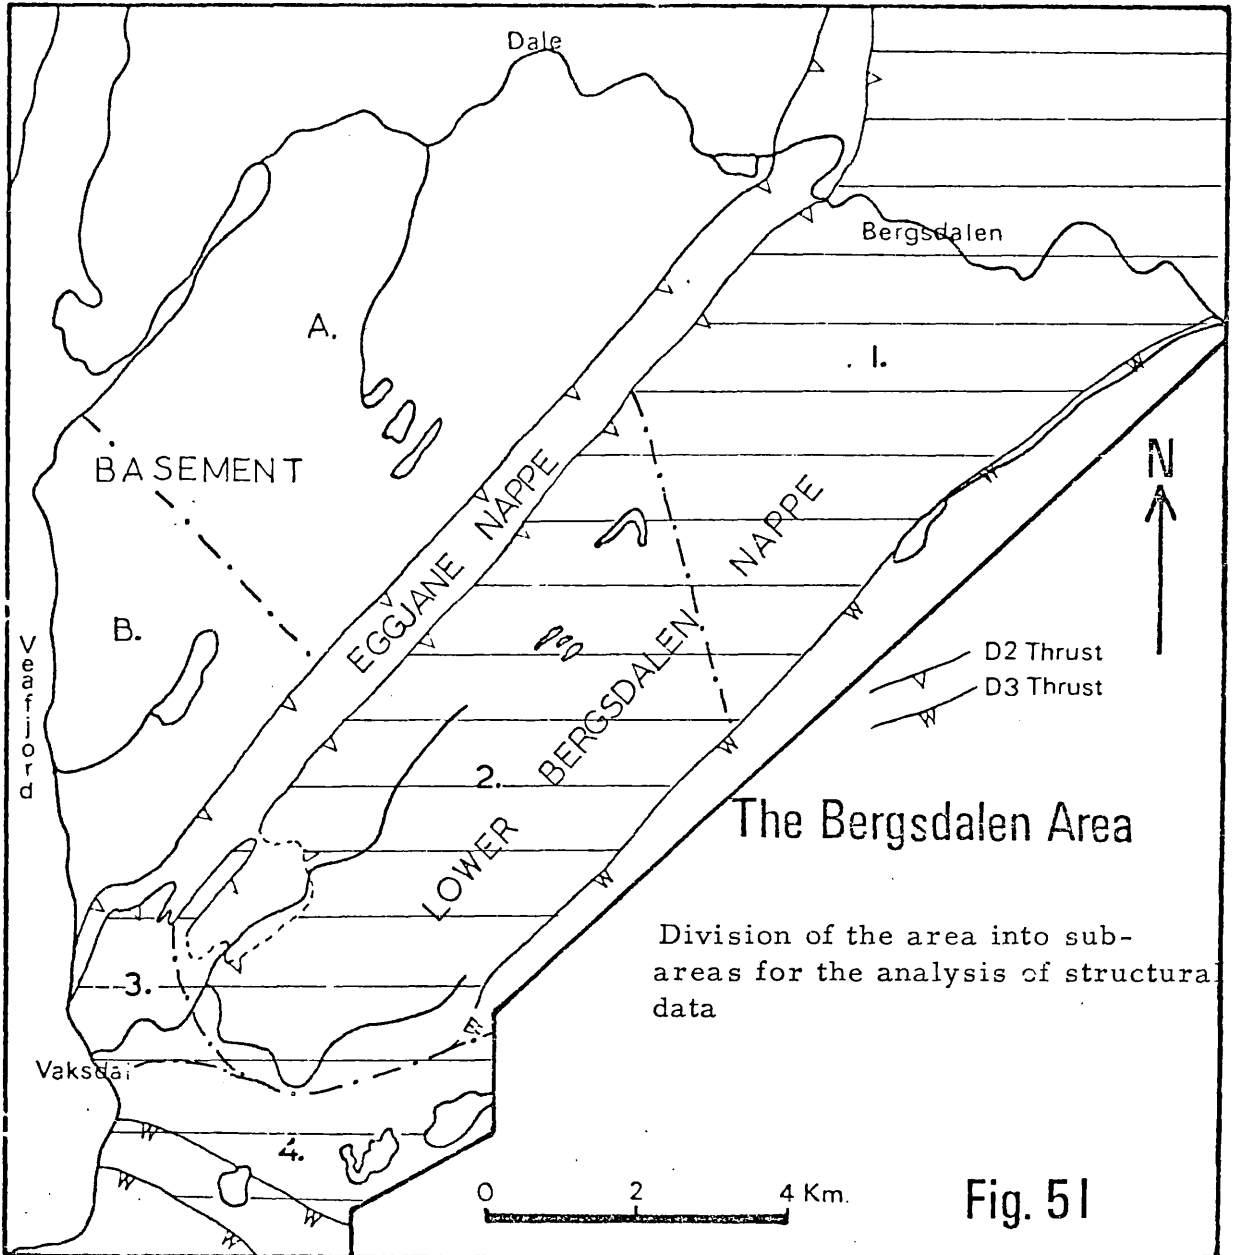 Dale
Bergsdalen
A.
1.
BASEMENT
N
EGGJANE NAPPE
B.
Veafjord
D2 Thrust
D3 Thrust
LOWER BERGSDALEN NAPPE
2.
The Bergsdalen Area
Division of the area into sub-
areas for the analysis of structural
data
3.
Vaksdal
4.
0 2 4 Km.
Fig. 51